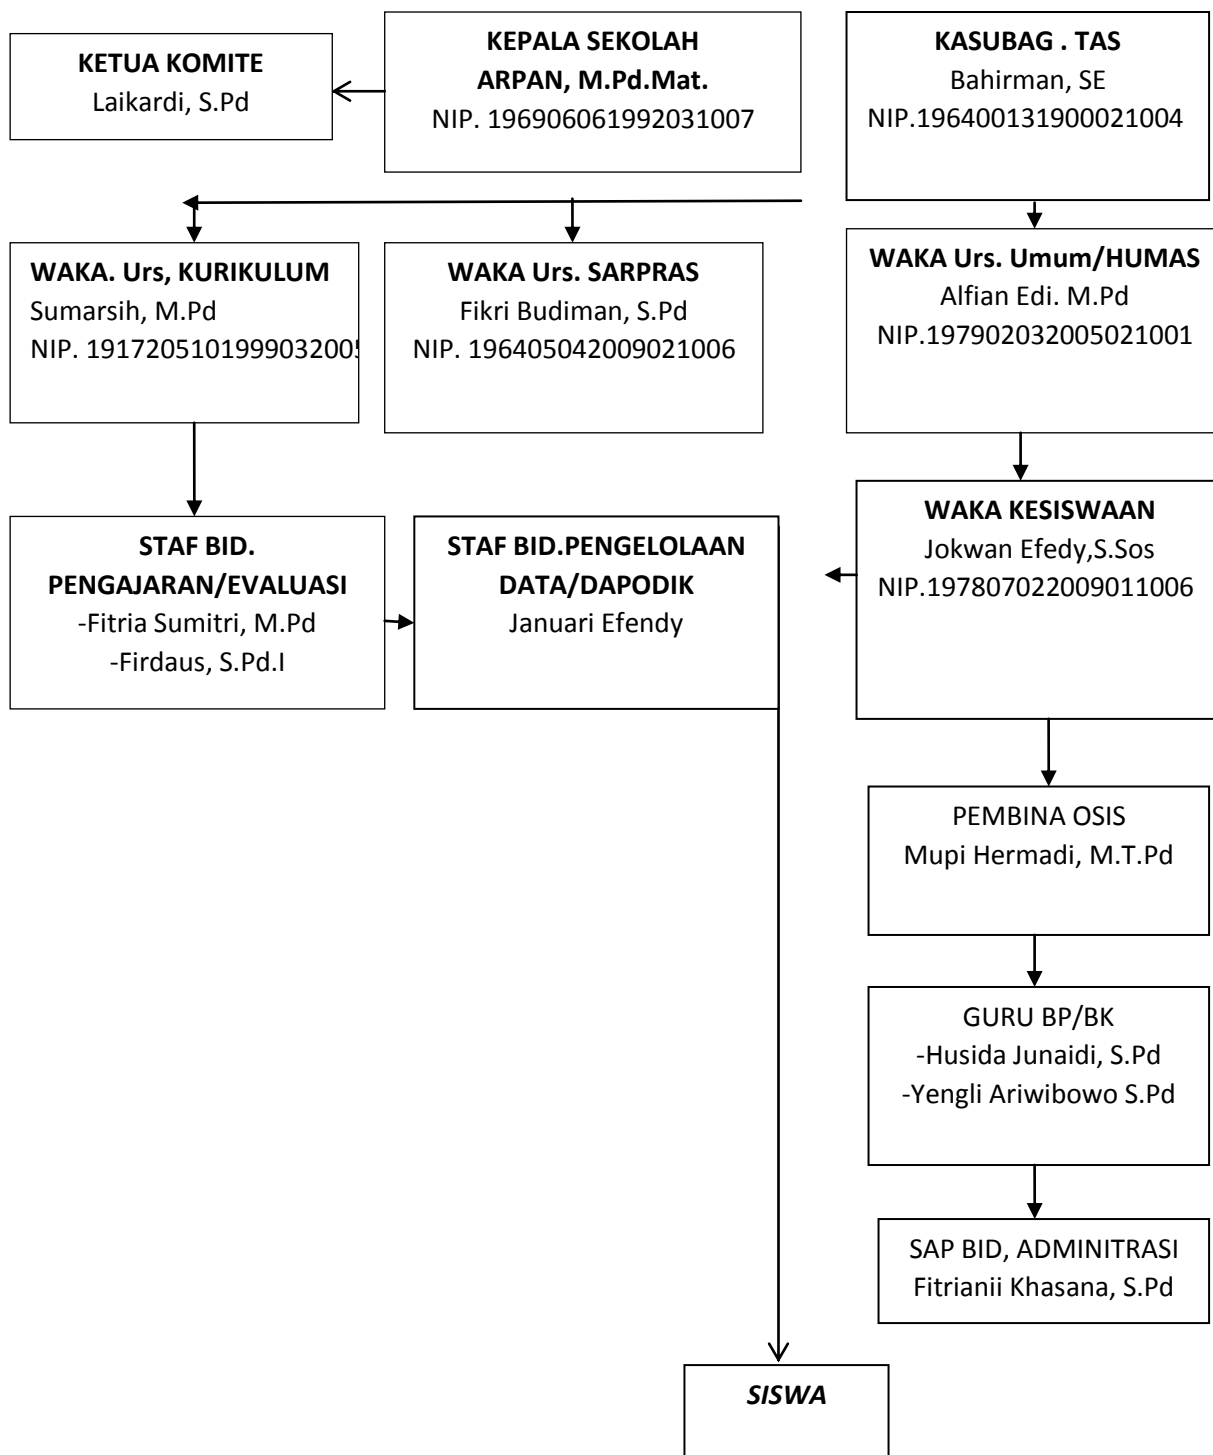 KETUA KOMITE
Laikardi, S.Pd
KEPALA SEKOLAH
ARPAN, M.Pd.Mat.
NIP. 196906061992031007
KASUBAG . TAS
Bahirman, SE
NIP.196400131900021004
WAKA. Urs, KURIKULUM
Sumarsih, M.Pd
NIP. 1917205101999032005
WAKA Urs. SARPRAS
Fikri Budiman, S.Pd
NIP. 196405042009021006
WAKA Urs. Umum/HUMAS
Alfian Edi. M.Pd
NIP.197902032005021001
STAF BID.
PENGAJARAN/EVALUASI
-Fitria Sumitri, M.Pd
-Firdaus, S.Pd.I
STAF BID.PENGELOLAAN
DATA/DAPODIK
Januari Efendy
WAKA KESISWAAN
Jokwan Efedy,S.Sos
NIP.197807022009011006
PEMBINA OSIS
Mupi Hermadi, M.T.Pd
GURU BP/BK
-Husida Junaidi, S.Pd
-Yengli Ariwibowo S.Pd
SAP BID, ADMINITRASI
Fitrianii Khasana, S.Pd
SISWA